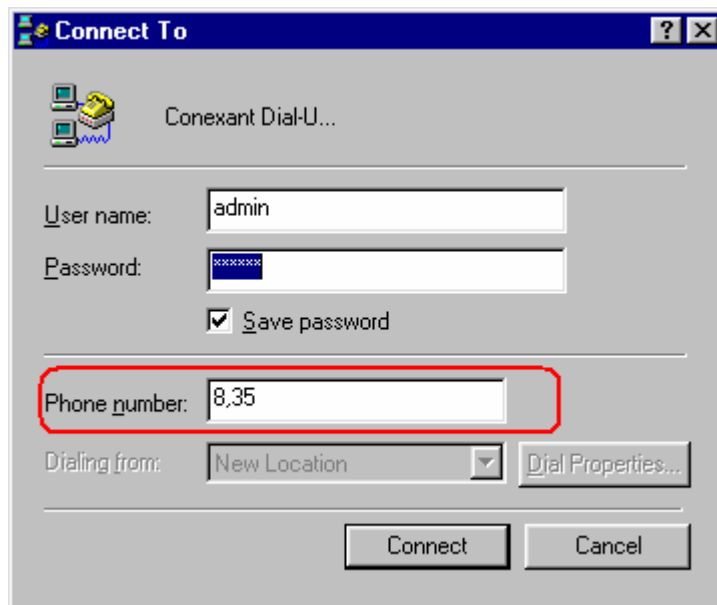 Connect To
Conexant Dial-U...
User name: admin
Password: ******
Save password
Phone number: 8,35
Dialing from: New Location Dial Properties...
Connect Cancel